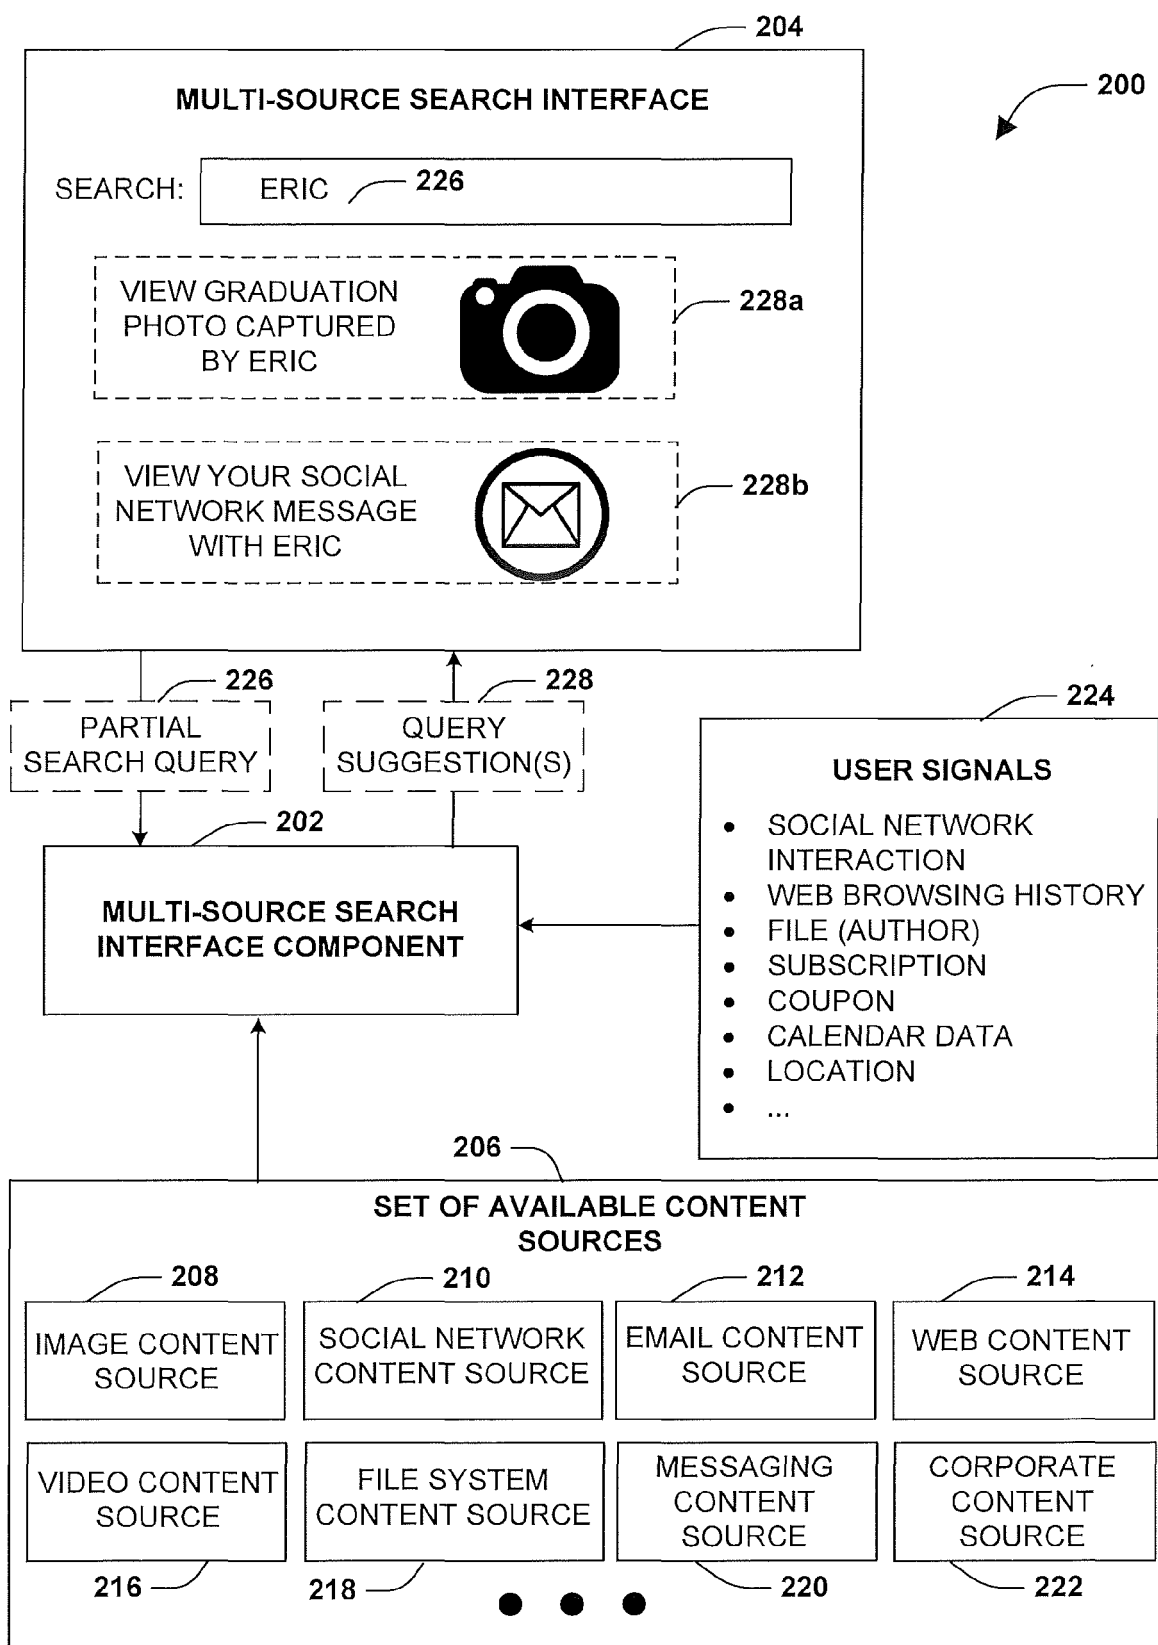 204
MULTI-SOURCE SEARCH INTERFACE
200
SEARCH:
ERIC
226
VIEW GRADUATION
PHOTO CAPTURED
BY ERIC
228a
VIEW YOUR SOCIAL
NETWORK MESSAGE
WITH ERIC
228b
226
PARTIAL
SEARCH QUERY
228
QUERY
SUGGESTION(S)
224
USER SIGNALS
• SOCIAL NETWORK
INTERACTION
• WEB BROWSING HISTORY
• FILE (AUTHOR)
• SUBSCRIPTION
• COUPON
• CALENDAR DATA
• LOCATION
• ...
202
MULTI-SOURCE SEARCH
INTERFACE COMPONENT
206
SET OF AVAILABLE CONTENT
SOURCES
208
IMAGE CONTENT
SOURCE
210
SOCIAL NETWORK
CONTENT SOURCE
212
EMAIL CONTENT
SOURCE
214
WEB CONTENT
SOURCE
VIDEO CONTENT
SOURCE
216
FILE SYSTEM
CONTENT SOURCE
218
MESSAGING
CONTENT
SOURCE
220
CORPORATE
CONTENT
SOURCE
222